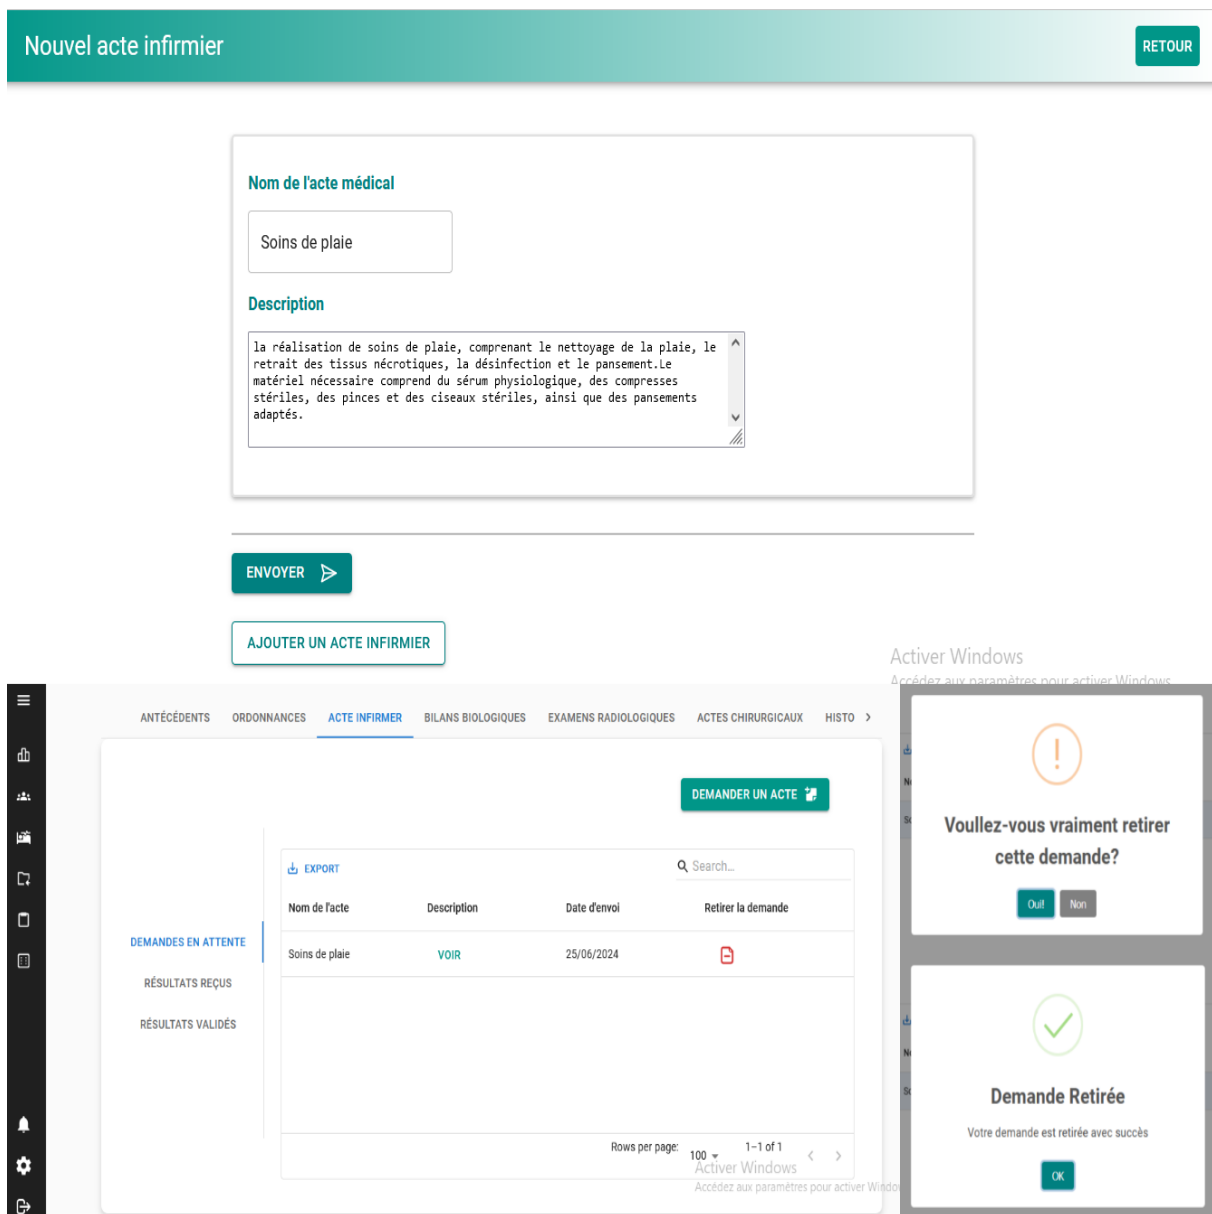 Nouvel acte infirmier
RETOUR
Nom de l'acte médical
Soins de plaie
Description
la réalisation de soins de plaie, comprenant le nettoyage de la plaie, le
retrait des tissus nécrotiques, la désinfection et le pansement.Le
matériel nécessaire comprend du sérum physiologique, des compresses
stériles, des pinces et des ciseaux stériles, ainsi que des pansements
adaptés.
ENVOYER
AJOUTER UN ACTE INFIRMIER
Activer Windows
Accédez aux paramètres pour activer Windows
ANTÉCÉDENTS ORDONNANCES ACTE INFIRMER BILANS BIOLOGIQUES EXAMENS RADIOLOGIQUES ACTES CHIRURGICAUX HISTO
DEMANDER UN ACTE
EXPORT
Search...
Nom de l'acte Description Date d'envoi Retirer la demande
DEMANDES EN ATTENTE
Soins de plaie VOIR 25/06/2024
RÉSULTATS REÇUS
RÉSULTATS VALIDÉS
Rows per page: 100 1–1 of 1
Activer Windows
Accédez aux paramètres pour activer Windo
Voullez-vous vraiment retirer
cette demande?
Oui! Non
Demande Retirée
Votre demande est retirée avec succès
OK